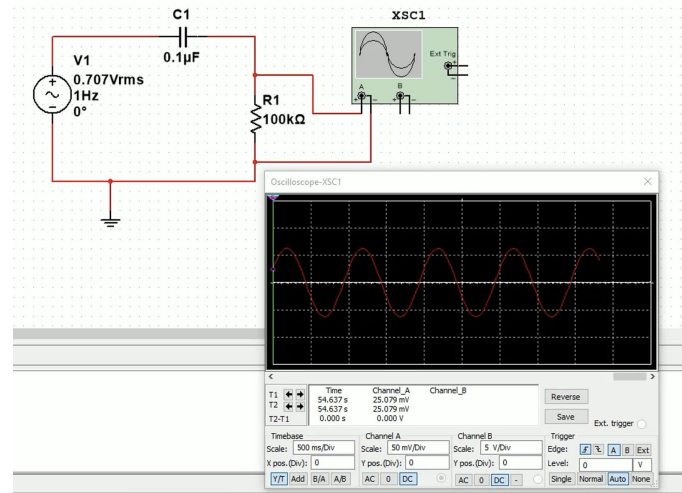 C1
XSC1
V1
0.1µF
Ext Trig
+
0.707Vrms
1Hz
0°
A
B
R1
100kΩ
Oscilloscope-XSC1
Time
Channel_A
Channel_B
T1
54.637 s
25.079 mV
T2
54.637 s
25.079 mV
T2-T1
0.000 s
0.000 V
Reverse
Save
Ext. trigger
Timebase
Channel A
Channel B
Trigger
Scale:
500 ms/Div
Scale:
50 mV/Div
Scale:
5 V/Div
Edge:
A
B
Ext
X pos.(Div):
0
Y pos.(Div):
0
Y pos.(Div):
0
Level:
0
V
Y/T
Add
B/A
A/B
AC
0
DC
AC
0
DC
-
Single
Normal
Auto
None